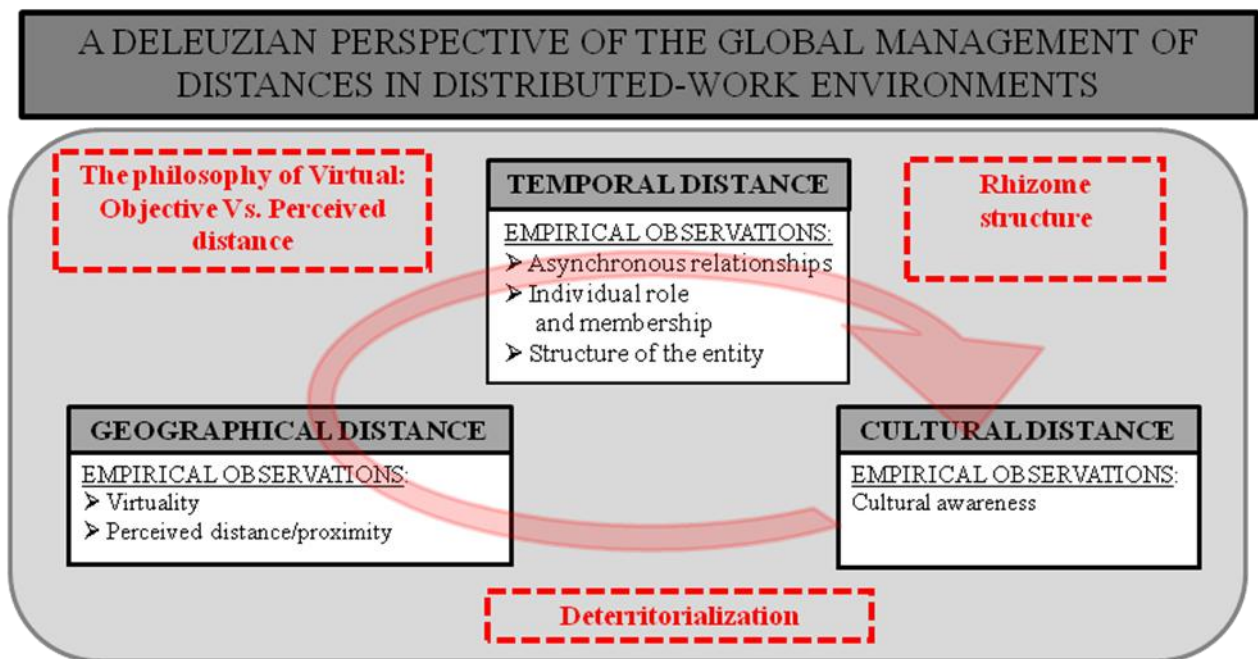 A DELEUZIAN PERSPECTIVE OF THE GLOBAL MANAGEMENT OF
DISTANCES IN DISTRIBUTED-WORK ENVIRONMENTS
The philosophy of Virtual:
Objective Vs. Perceived
distance
TEMPORAL DISTANCE
EMPIRICAL OBSERVATIONS:
➢ Asynchronous relationships
➢ Individual role
and membership
➢ Structure of the entity
Rhizome
structure
GEOGRAPHICAL DISTANCE
EMPIRICAL OBSERVATIONS:
➢ Virtuality
➢ Perceived distance/proximity
CULTURAL DISTANCE
EMPIRICAL OBSERVATIONS:
Cultural awareness
Deterritorialization